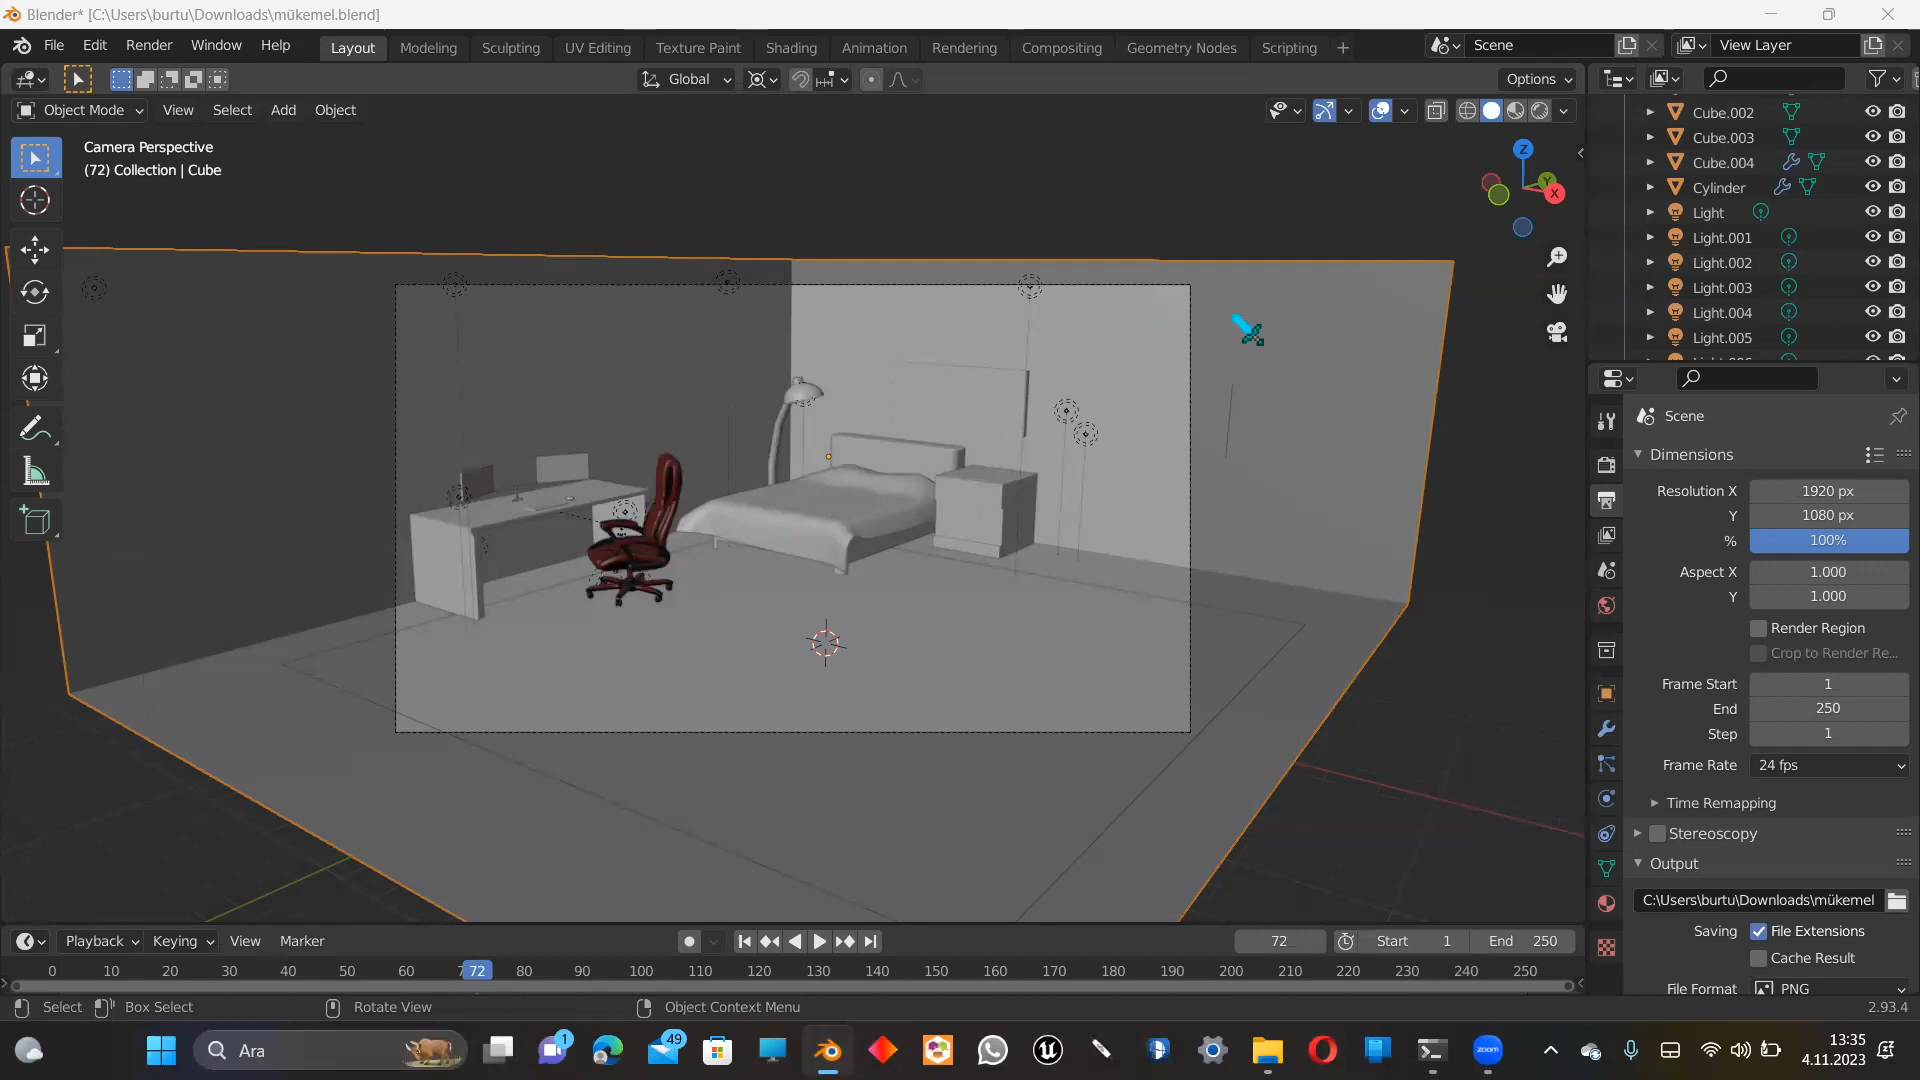 Blender* [C:\Users\burtu\Downloads\mükemel.blend]
File Edit Render Window Help
Layout Modeling Sculpting UV Editing Texture Paint Shading Animation Rendering Compositing Geometry Nodes Scripting +
Scene
View Layer
Global
Options
Object Mode View Select Add Object
Camera Perspective
(72) Collection | Cube
Z
Y
X
Cube.002
Cube.003
Cube.004
Cylinder
Light
Light.001
Light.002
Light.003
Light.004
Light.005
Scene
Dimensions
Resolution X 1920 px
Y 1080 px
% 100%
Aspect X 1.000
Y 1.000
Render Region
Crop to Render Re...
Frame Start 1
End 250
Step 1
Frame Rate 24 fps
Time Remapping
Stereoscopy
Output
C:\Users\burtu\Downloads\mükemel
Saving File Extensions
Cache Result
File Format PNG
Playback Keying View Marker
72 Start 1 End 250
0 10 20 30 40 50 60 72 80 90 100 110 120 130 140 150 160 170 180 190 200 210 220 230 240 250
Select Box Select Rotate View Object Context Menu
2.93.4
Ara
1
49
zoom
13:35
4.11.2023